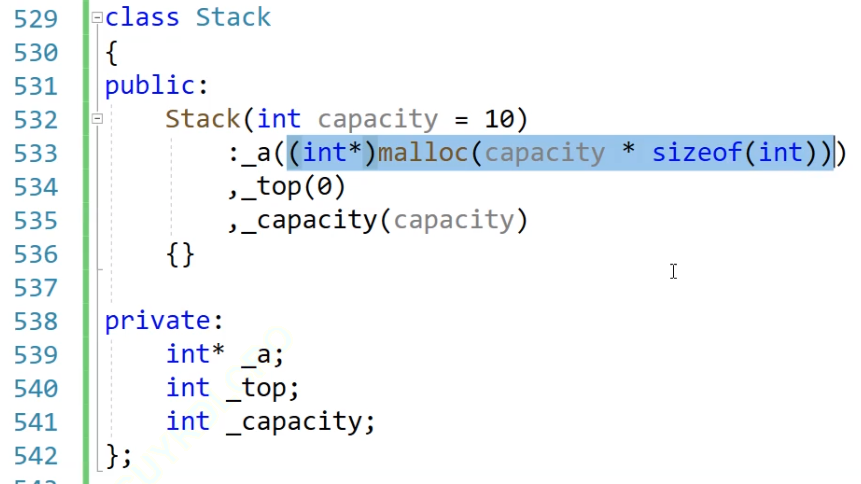 529 class Stack
530 {
531 public:
532 Stack(int capacity = 10)
533 :_a((int*)malloc(capacity * sizeof(int)))
534 ,_top(0)
535 ,_capacity(capacity)
536 {}
537
538 private:
539 int* _a;
540 int _top;
541 int _capacity;
542 };